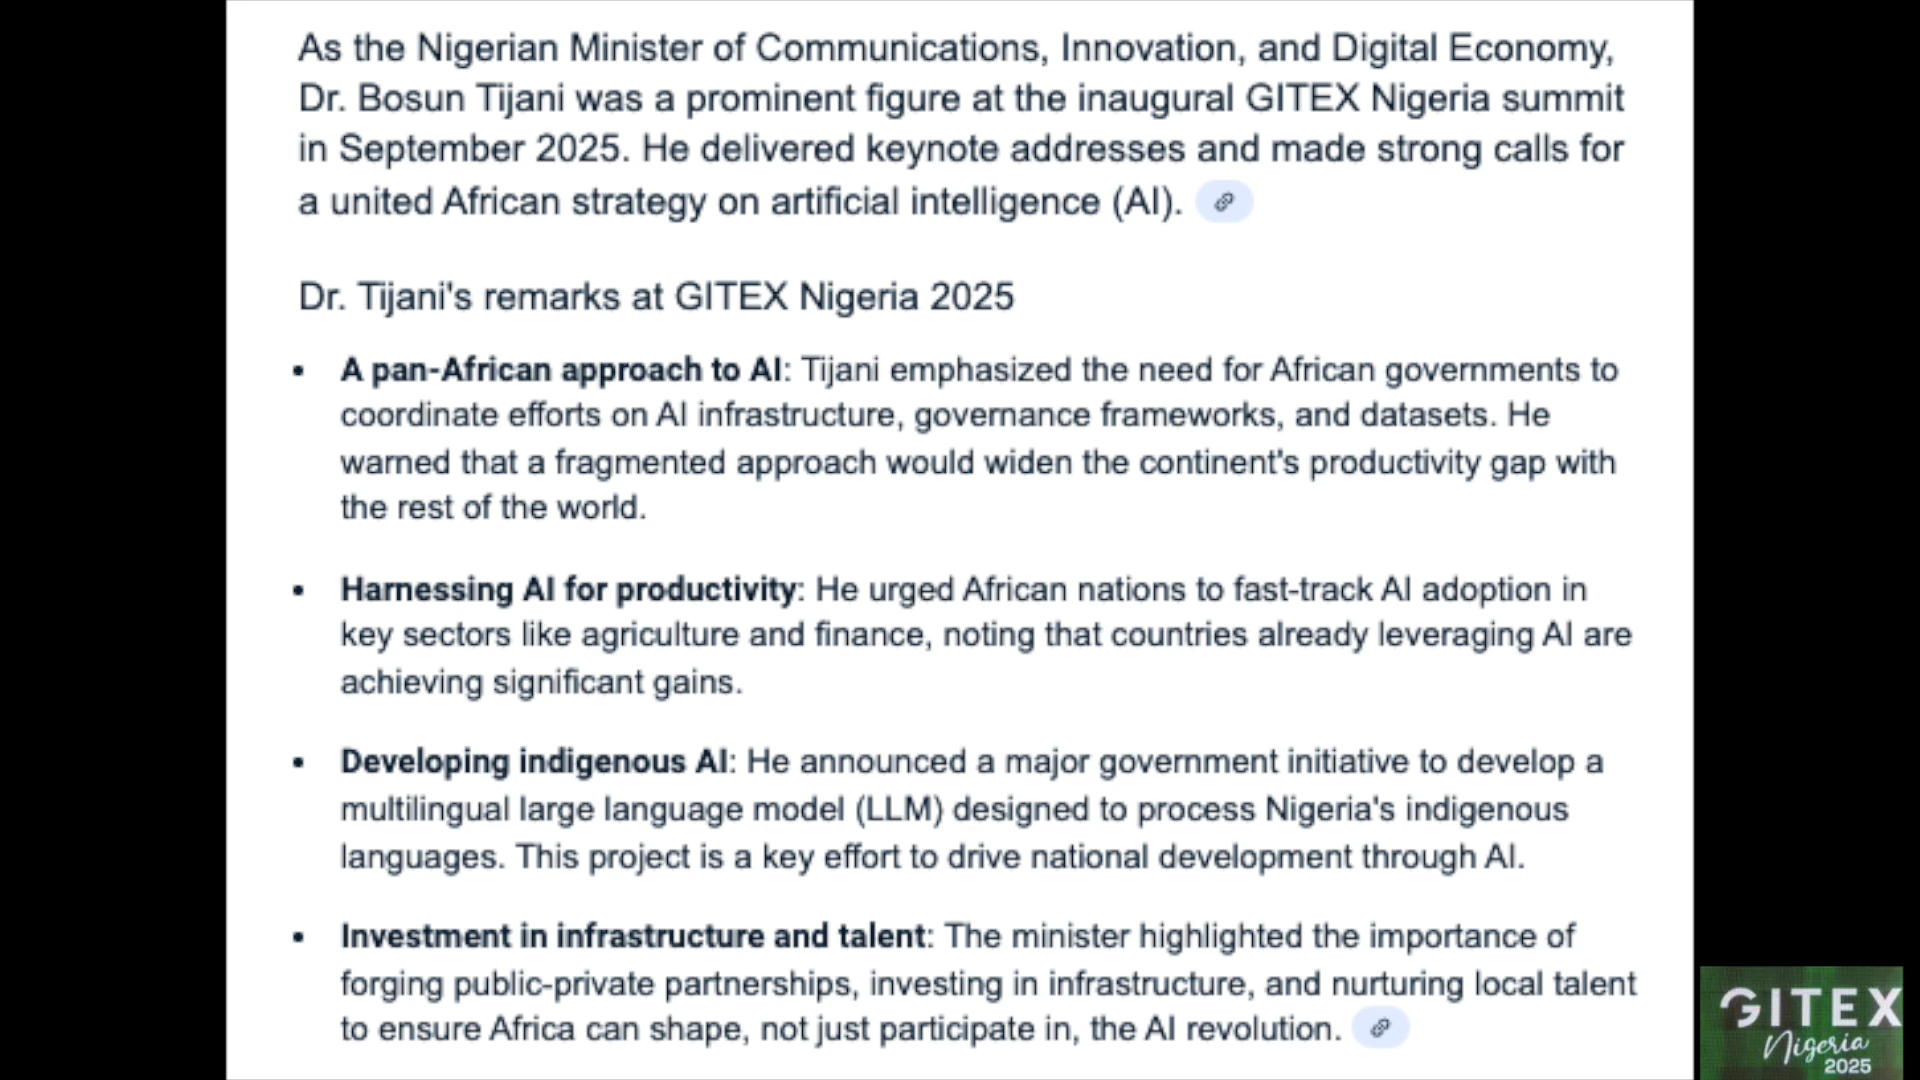 As the Nigerian Minister of Communications, Innovation, and Digital Economy,
Dr. Bosun Tijani was a prominent figure at the inaugural GITEX Nigeria summit
in September 2025. He delivered keynote addresses and made strong calls for
a united African strategy on artificial intelligence (AI).
Dr. Tijani's remarks at GITEX Nigeria 2025
• A pan-African approach to AI: Tijani emphasized the need for African governments to
coordinate efforts on AI infrastructure, governance frameworks, and datasets. He
warned that a fragmented approach would widen the continent's productivity gap with
the rest of the world.
• Harnessing AI for productivity: He urged African nations to fast-track AI adoption in
key sectors like agriculture and finance, noting that countries already leveraging AI are
achieving significant gains.
• Developing indigenous AI: He announced a major government initiative to develop a
multilingual large language model (LLM) designed to process Nigeria's indigenous
languages. This project is a key effort to drive national development through AI.
• Investment in infrastructure and talent: The minister highlighted the importance of
forging public-private partnerships, investing in infrastructure, and nurturing local talent
to ensure Africa can shape, not just participate in, the AI revolution.
GITEX
Nigeria
2025